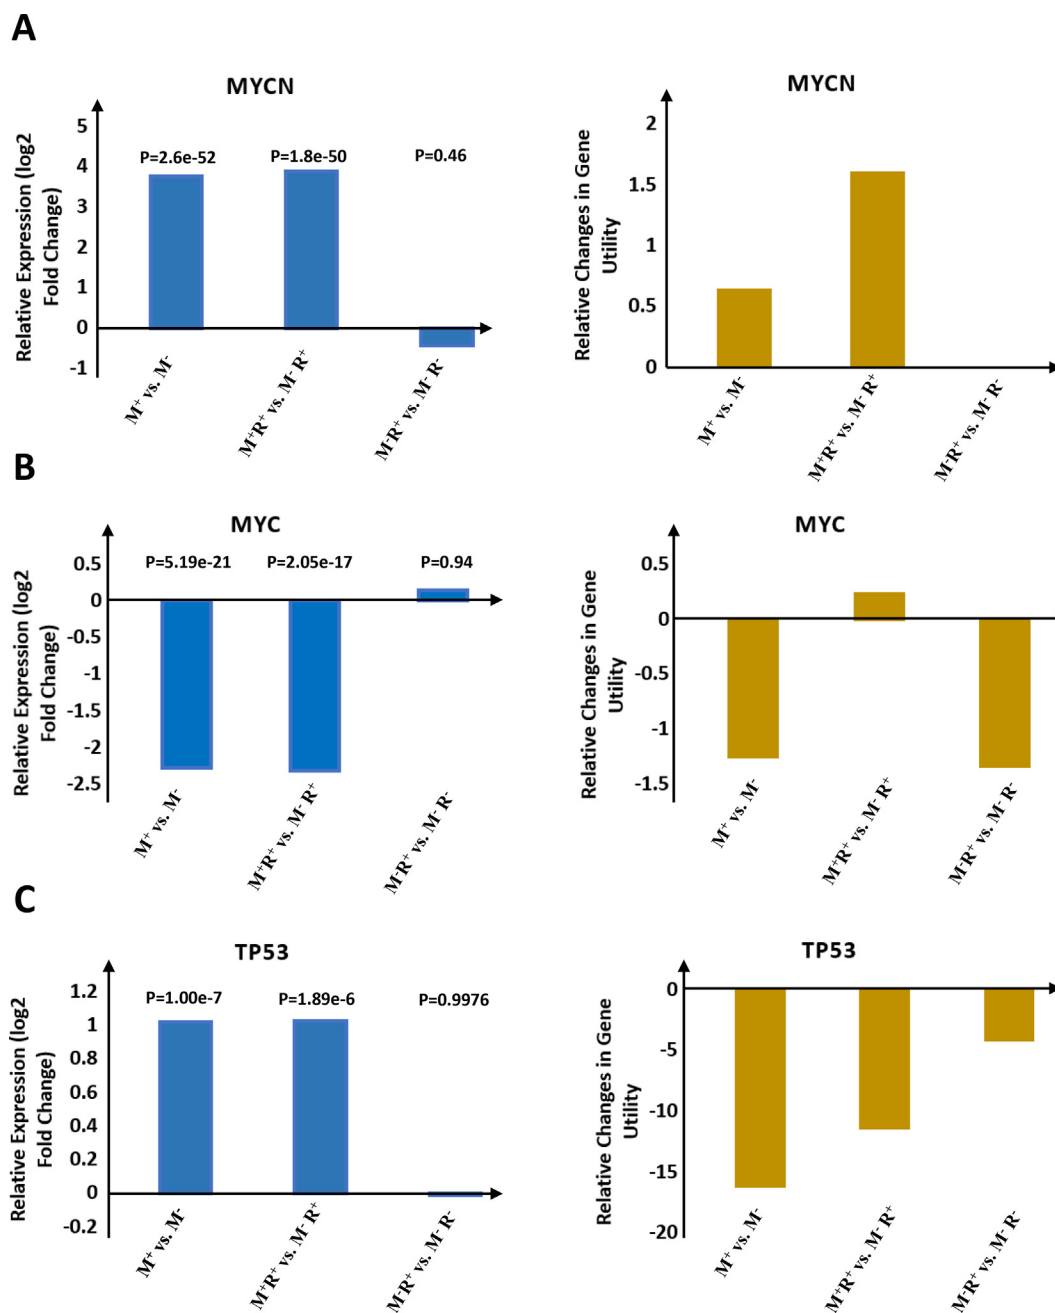 A
MYCN
Relative Expression (log2
Fold Change)
5
4
3
2
1
0
-1
P=2.6e-52
P=1.8e-50
P=0.46
M⁺ vs. M⁻
M⁺R⁺ vs. M⁻R⁺
M⁻R⁺ vs. M⁻R⁻
MYCN
Relative Changes in Gene
Utility
2
1.5
1
0.5
0
M⁺ vs. M⁻
M⁺R⁺ vs. M⁻R⁺
M⁻R⁺ vs. M⁻R⁻
B
MYC
Relative Expression (log2
Fold Change)
0.5
0
-0.5
-1
-1.5
-2
-2.5
P=5.19e-21
P=2.05e-17
P=0.94
M⁺ vs. M⁻
M⁺R⁺ vs. M⁻R⁺
M⁻R⁺ vs. M⁻R⁻
MYC
Relative Changes in Gene
Utility
0.5
0
-0.5
-1
-1.5
M⁺ vs. M⁻
M⁺R⁺ vs. M⁻R⁺
M⁻R⁺ vs. M⁻R⁻
C
TP53
Relative Expression (log2
Fold Change)
1.2
1
0.8
0.6
0.4
0.2
0
-0.2
P=1.00e-7
P=1.89e-6
P=0.9976
M⁺ vs. M⁻
M⁺R⁺ vs. M⁻R⁺
M⁻R⁺ vs. M⁻R⁻
TP53
Relative Changes in Gene
Utility
0
-5
-10
-15
-20
M⁺ vs. M⁻
M⁺R⁺ vs. M⁻R⁺
M⁻R⁺ vs. M⁻R⁻